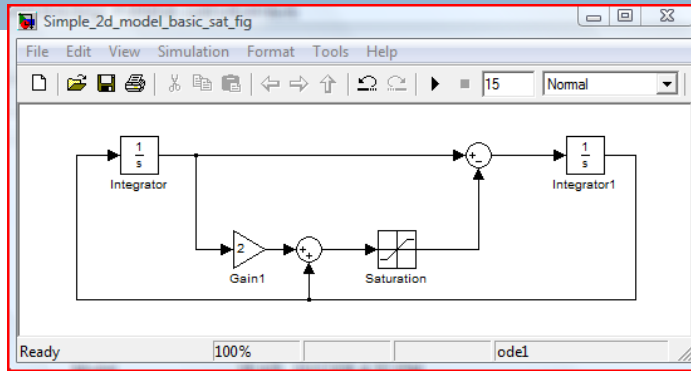 Simple_2d_model_basic_sat_fig
File Edit View Simulation Format Tools Help
15 Normal
1
s
Integrator
+
−
1
s
Integrator1
2
Gain1
+
+
Saturation
Ready 100% ode1